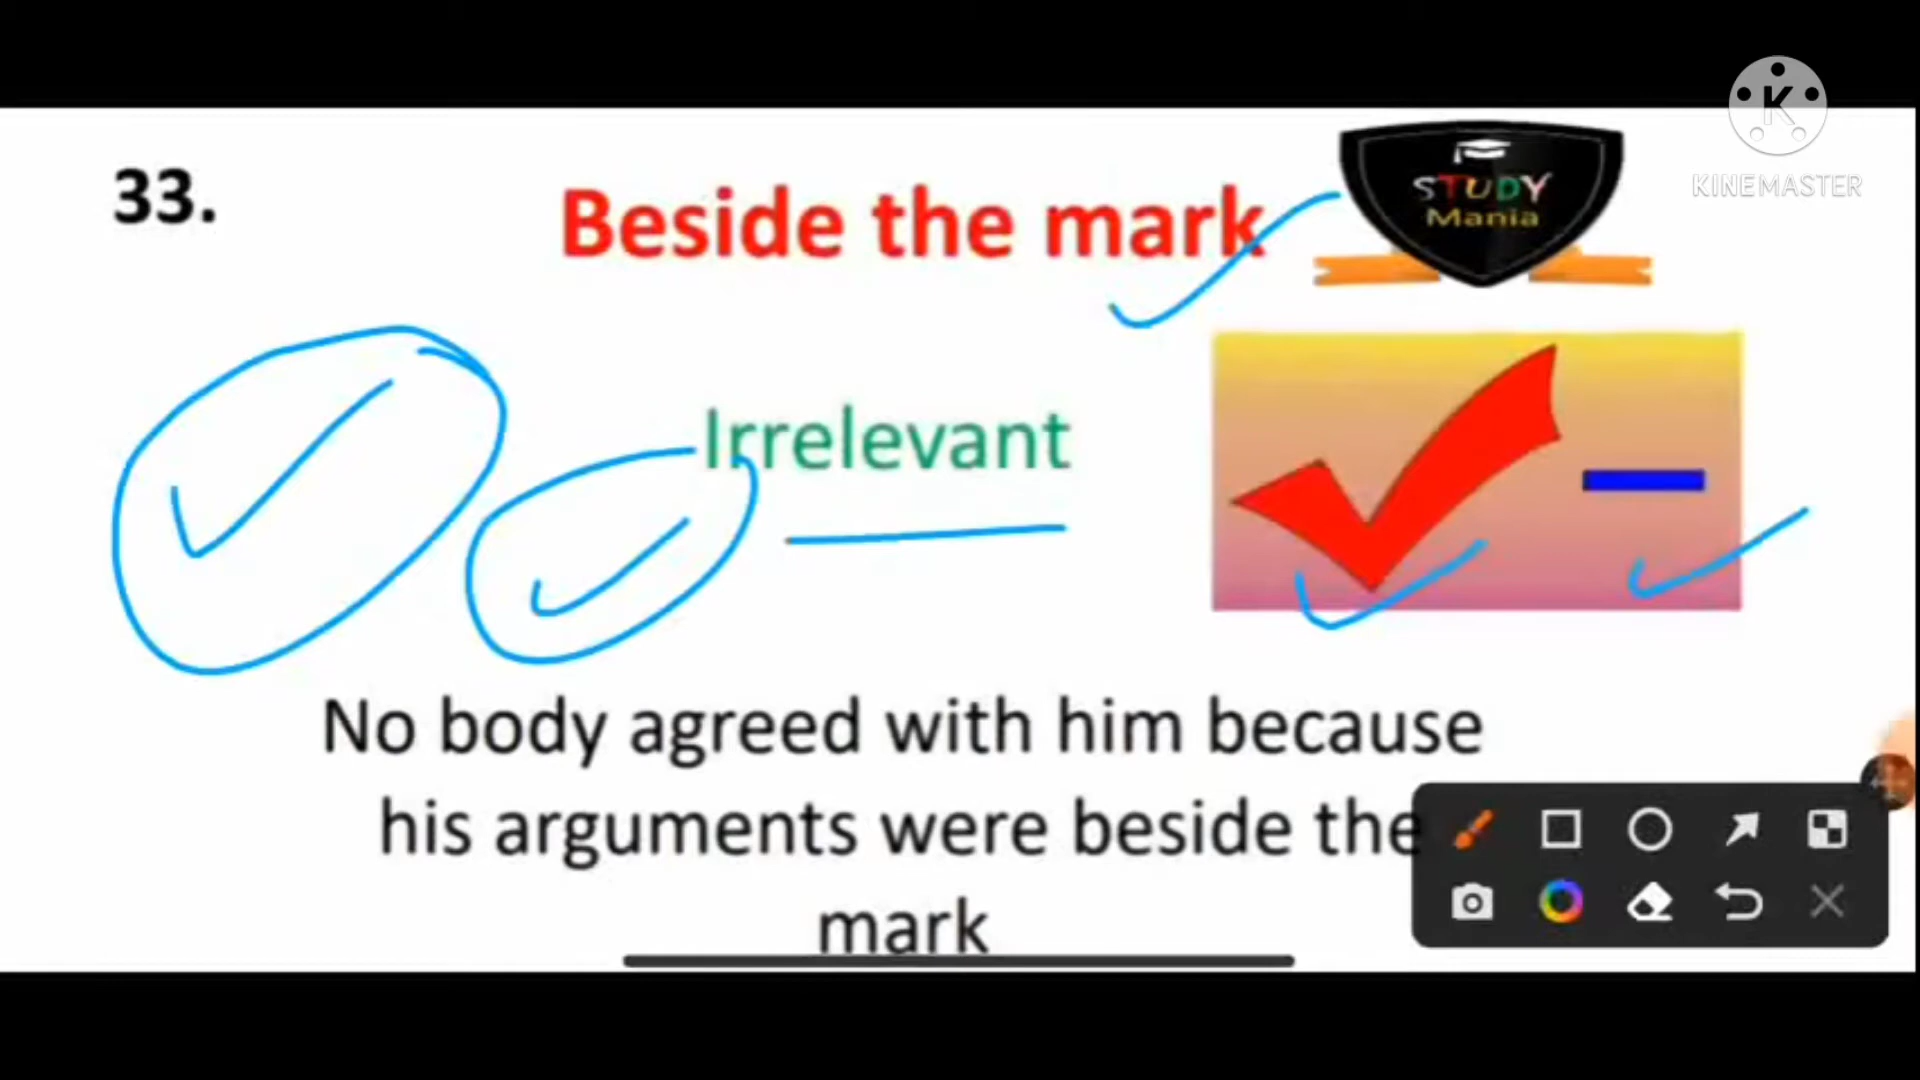 33.
Beside the mark
STUDY
Mania
K
KINEMASTER
Irrelevant
No body agreed with him because
his arguments were beside the
mark